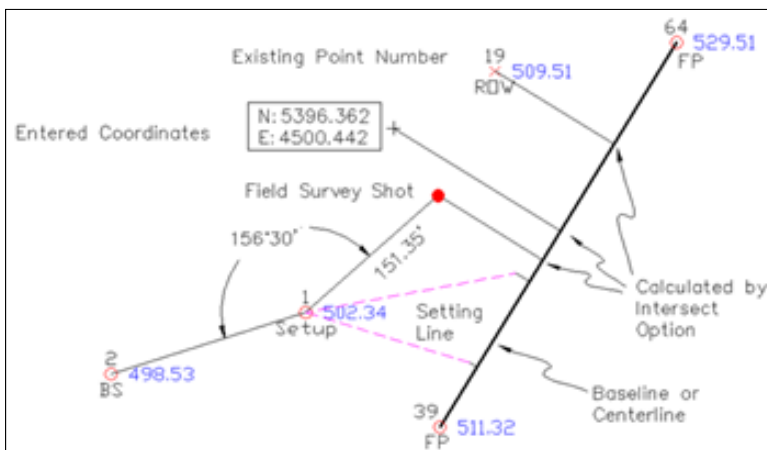 64
529.51
FP
Existing Point Number
19
509.51
ROW
Entered Coordinates
N: 5396.362
E: 4500.442
Field Survey Shot
156°30'
151.35'
1
502.34
Setup
Setting
Line
Calculated by
Intersect
Option
2
498.53
BS
Baseline or
Centerline
39
511.32
FP